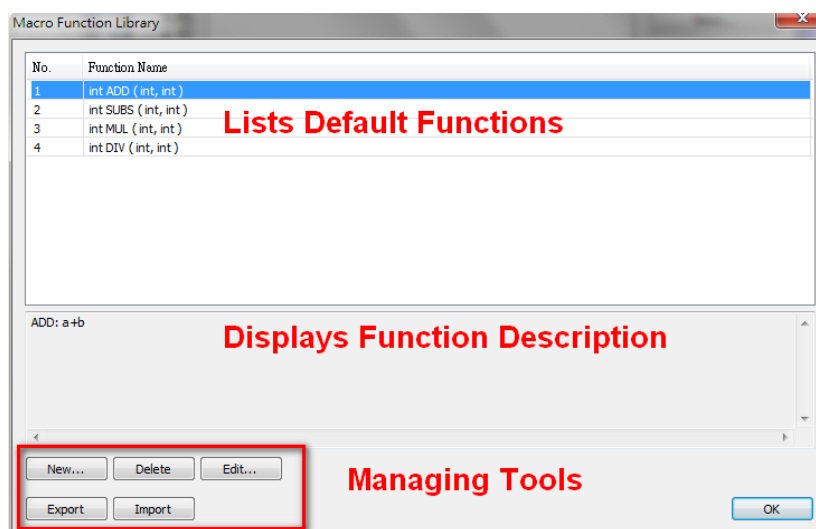 Macro Function Library
No. Function Name
1 int ADD ( int, int )
2 int SUBS ( int, int )
3 int MUL ( int, int )
4 int DIV ( int, int )
Lists Default Functions
ADD: a+b
Displays Function Description
New... Delete Edit...
Managing Tools
Export Import OK